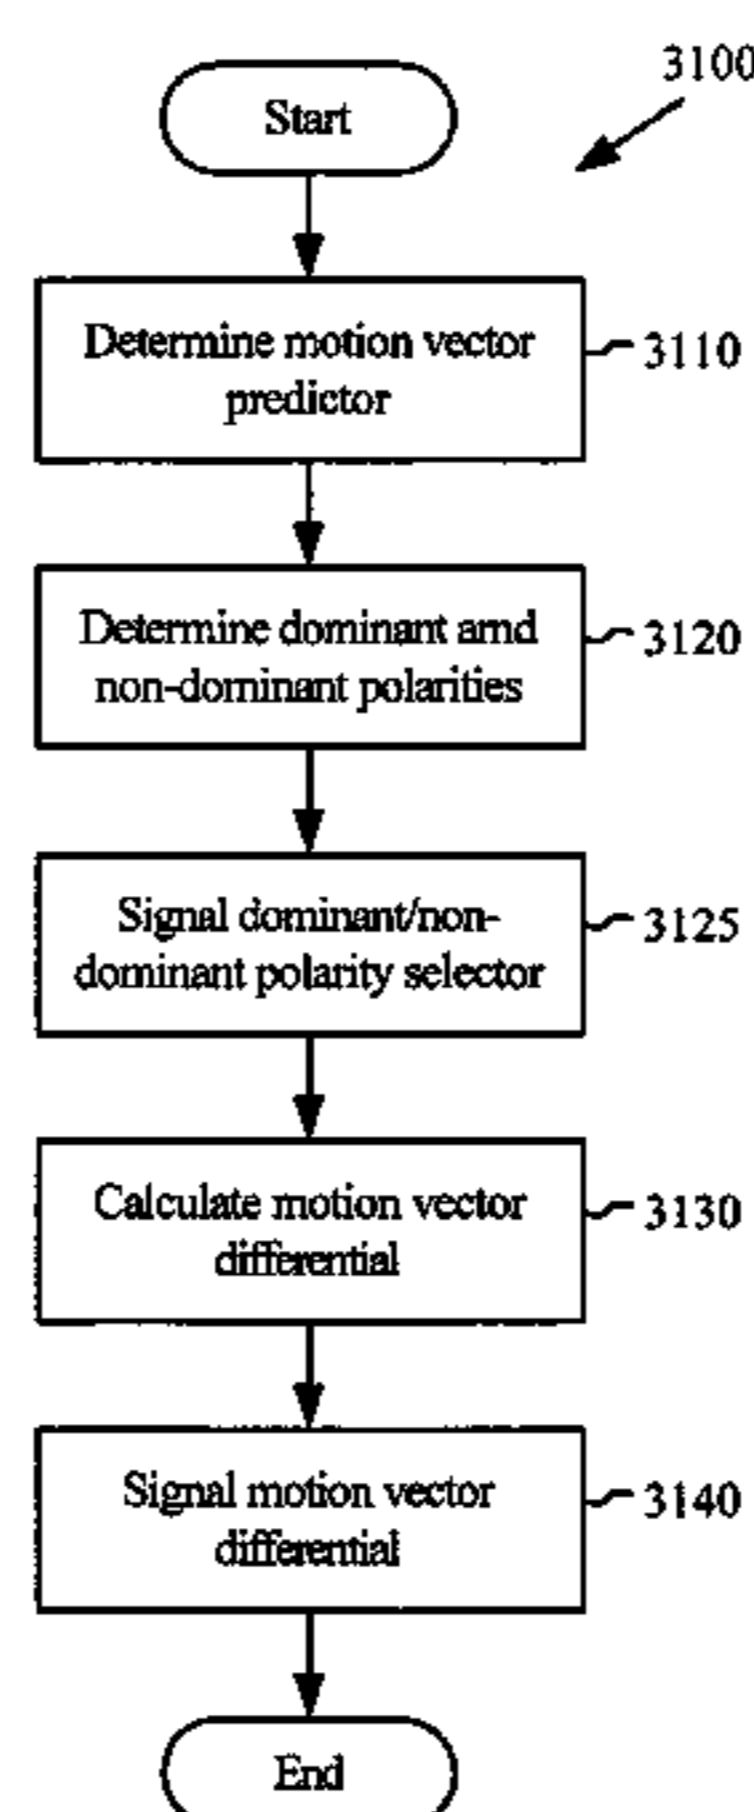 3100
Start
Determine motion vector
predictor
3110
Determine dominant amd
non-dominant polarities
3120
Signal dominant/non-
dominant polarity selector
3125
Calculate motion vector
differential
3130
Signal motion vector
differential
3140
End